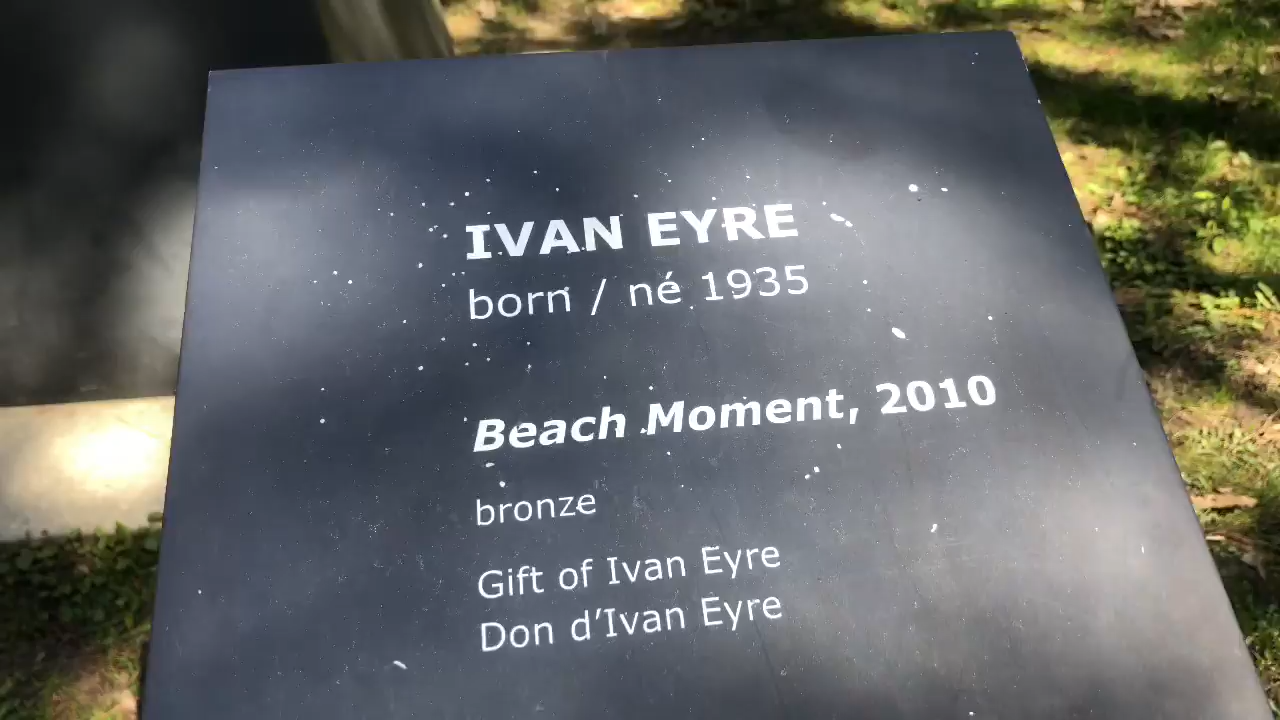 IVAN EYRE
born / né 1935
Beach Moment, 2010
bronze
Gift of Ivan Eyre
Don d’Ivan Eyre